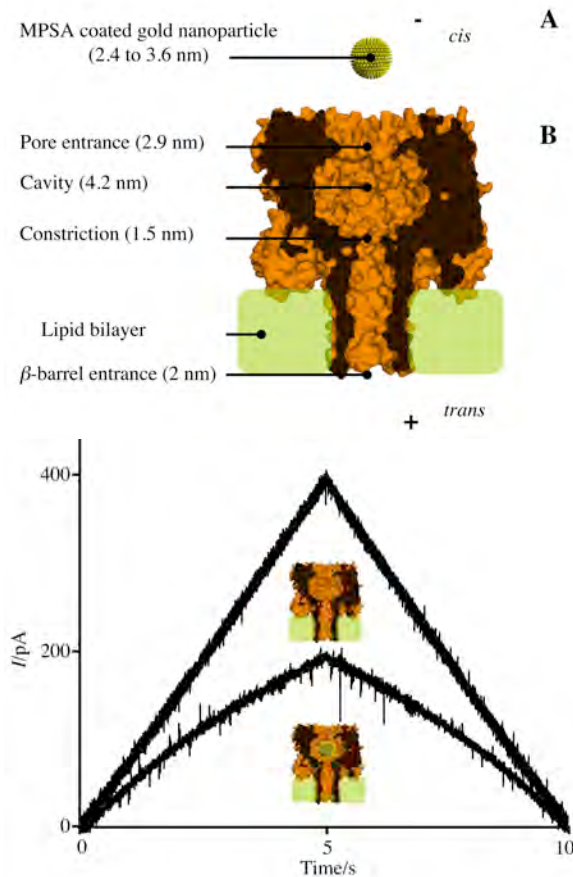 MPSA coated gold nanoparticle
(2.4 to 3.6 nm)
-
cis
A
B
Pore entrance (2.9 nm)
Cavity (4.2 nm)
Constriction (1.5 nm)
Lipid bilayer
β-barrel entrance (2 nm)
+
trans
400
200
0
I/pA
0
5
10
Time/s